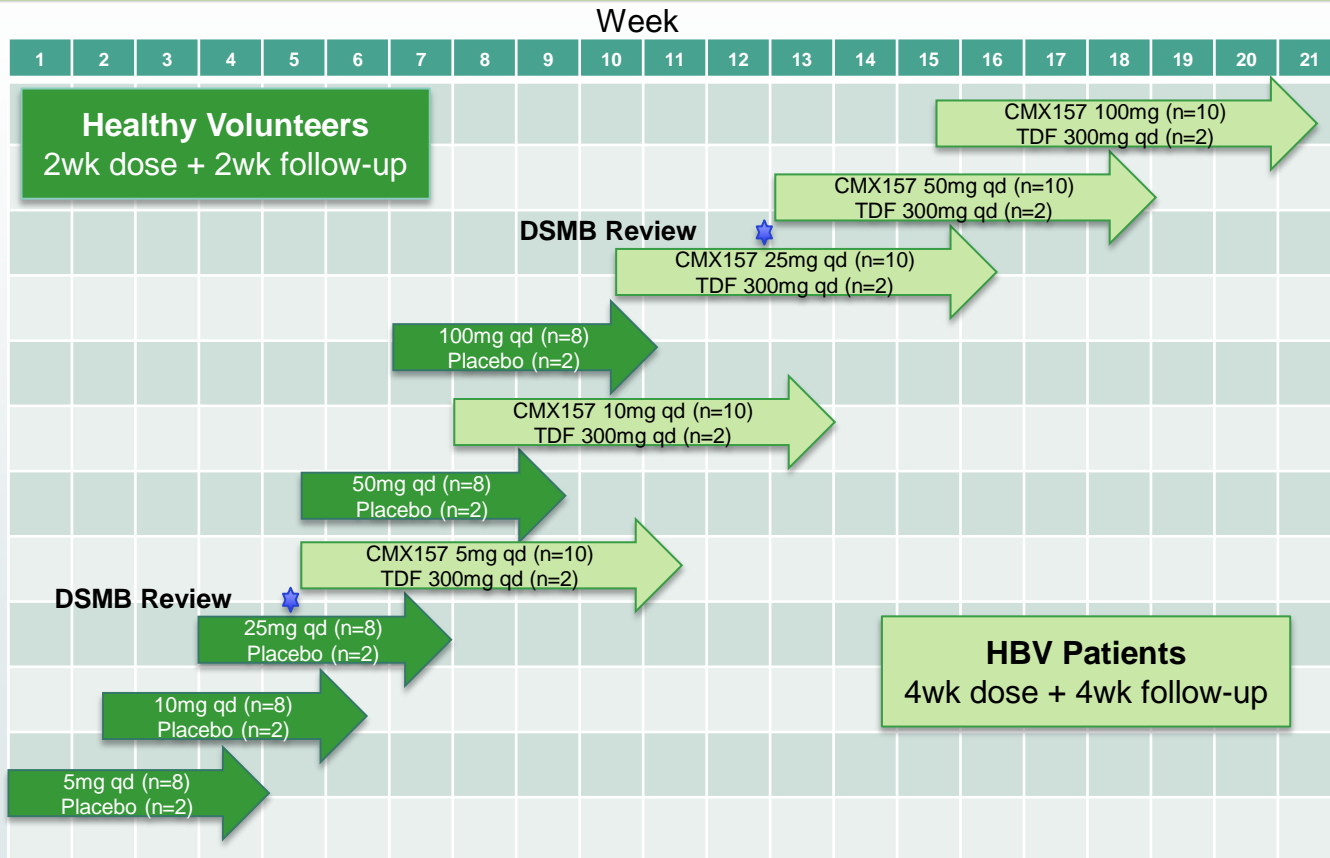 Week
1 2 3 4 5 6 7 8 9 10 11 12 13 14 15 16 17 18 19 20 21
Healthy Volunteers
2wk dose + 2wk follow-up
CMX157 100mg (n=10)
TDF 300mg qd (n=2)
CMX157 50mg qd (n=10)
TDF 300mg qd (n=2)
DSMB Review
CMX157 25mg qd (n=10)
TDF 300mg qd (n=2)
100mg qd (n=8)
Placebo (n=2)
CMX157 10mg qd (n=10)
TDF 300mg qd (n=2)
50mg qd (n=8)
Placebo (n=2)
CMX157 5mg qd (n=10)
TDF 300mg qd (n=2)
DSMB Review
25mg qd (n=8)
Placebo (n=2)
HBV Patients
4wk dose + 4wk follow-up
10mg qd (n=8)
Placebo (n=2)
5mg qd (n=8)
Placebo (n=2)